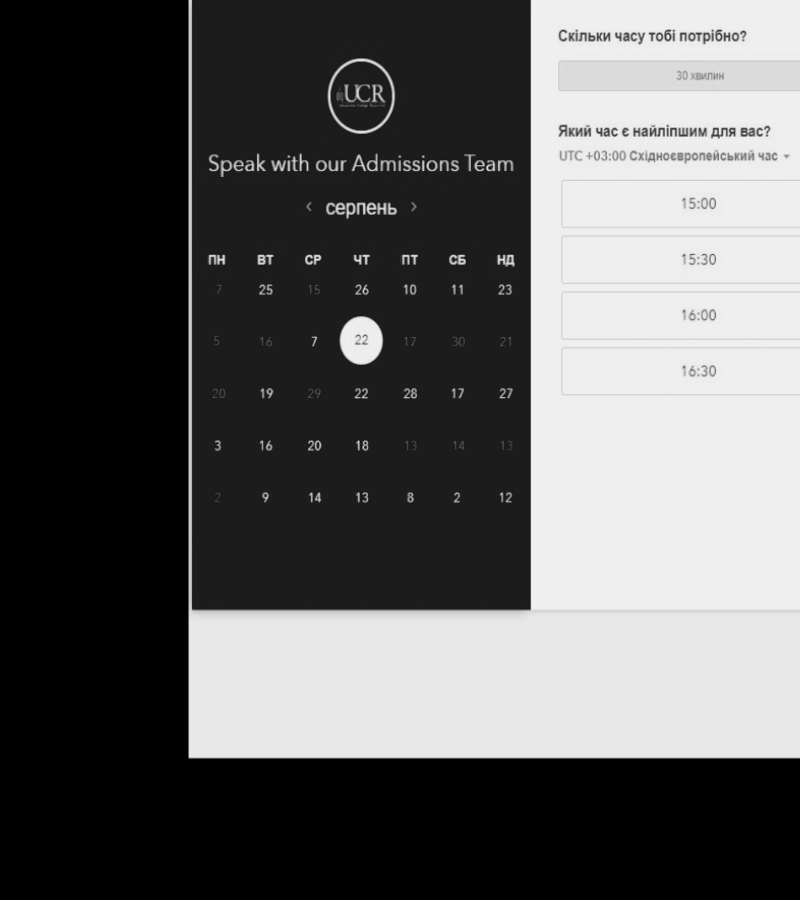 UCR
Speak with our Admissions Team
серпень
ПН ВТ СР ЧТ ПТ СБ НД
7 25 15 26 10 11 23
5 16 7 22 17 30 21
20 19 29 22 28 17 27
3 16 20 18 13 14 13
2 9 14 13 8 2 12
Скільки часу тобі потрібно?
30 хвилин
Який час є найліпшим для вас?
UTC +03:00 Східноєвропейський час
15:00
15:30
16:00
16:30